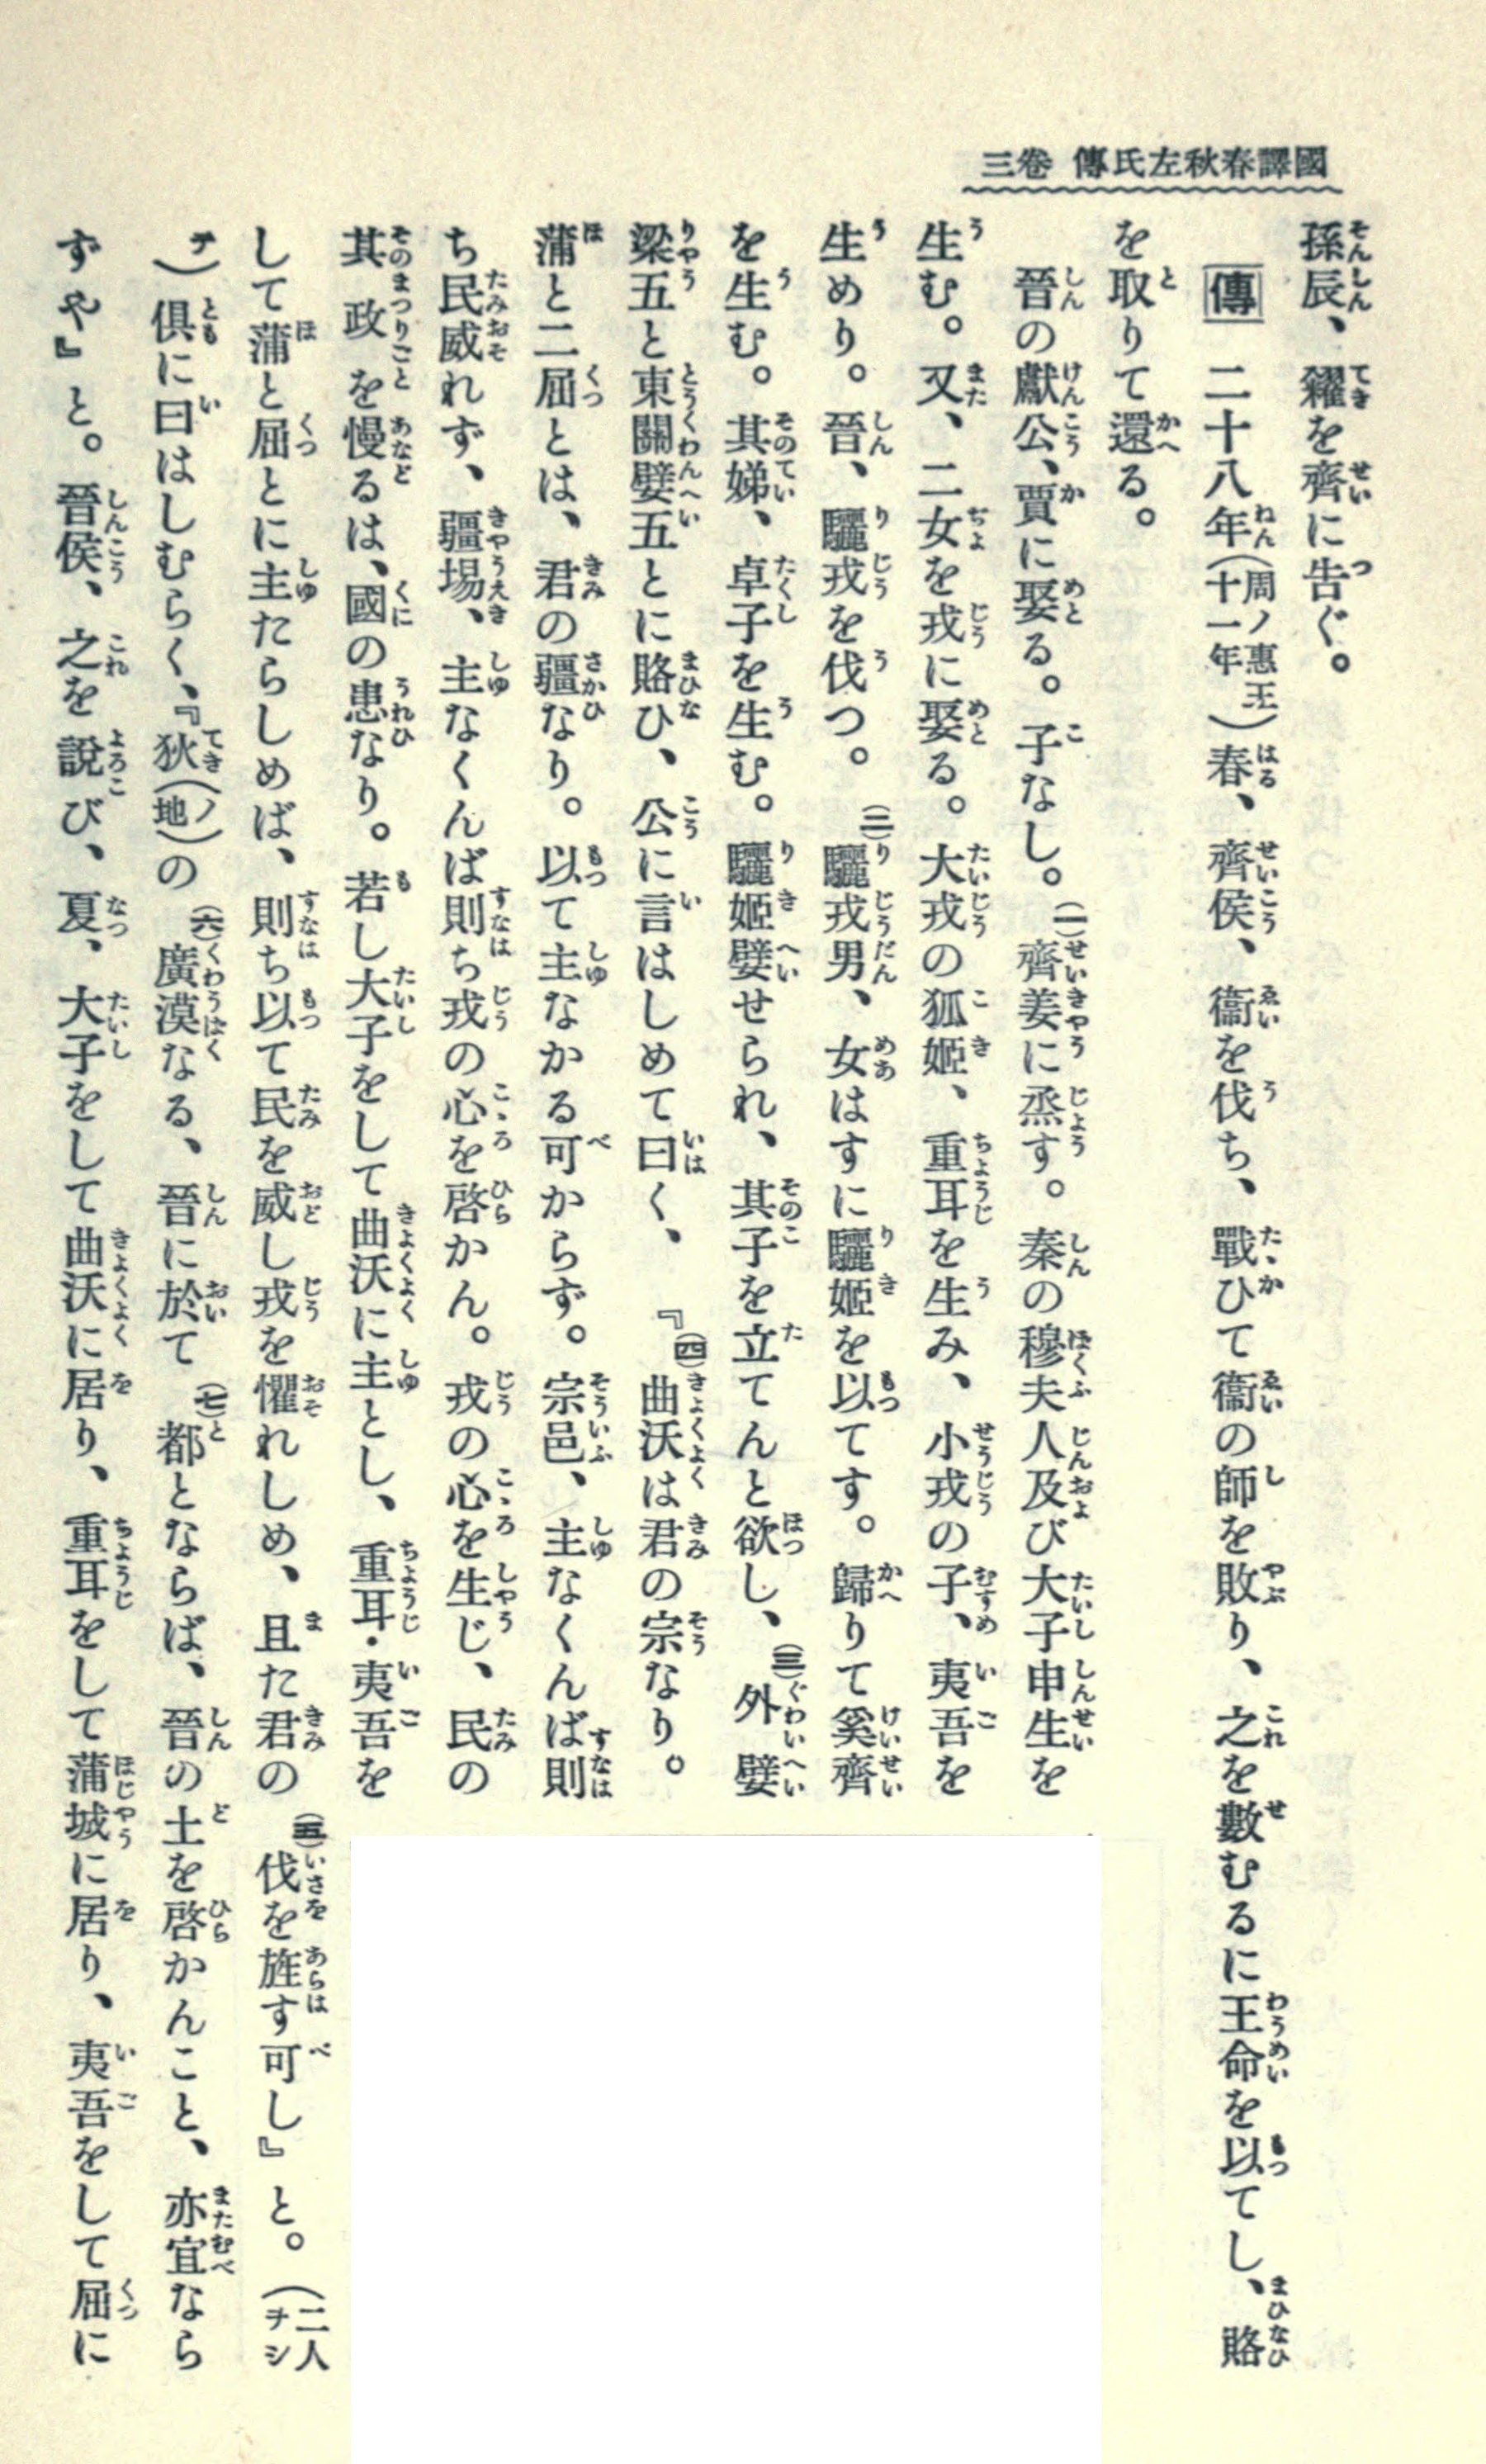 國譯春秋左氏傳 卷三
孫辰、糴を齊に告ぐ。
傳 二十八年(周ノ惠王十一年)春、齊侯、衞を伐ち、戰ひて衞の師を敗り、之を數むるに王命を以てし、賂
を取りて還る。
晉の獻公、賈に娶る。子なし。(一)齊姜に烝す。秦の穆夫人及び大子申生を
生む。又、二女を戎に娶る。大戎の狐姬、重耳を生み、小戎の子、夷吾を
生めり。晉、驪戎を伐つ。(二)驪戎男、女はすに驪姬を以てす。歸りて奚齊
を生む。其娣、卓子を生む。驪姬嬖せられ、其子を立てんと欲し、(三)外嬖
梁五と東關嬖五とに賂ひ、公に言はしめて曰く、『(四)曲沃は君の宗なり。
蒲と二屈とは、君の疆なり。以て主なかる可からず。宗邑、主なくんば則
ち民威れず、疆埸、主なくんば則ち戎の心を啓かん。戎の心を生じ、民の
其政を慢るは、國の患なり。若し大子をして曲沃に主とし、重耳・夷吾を
して蒲と屈とに主たらしめば、則ち以て民を威し戎を懼れしめ、且た君の(五)伐を旌す可し』と。(二人ヲシ
テ)俱に曰はしむらく、『狄(ノ地)の(六)廣漠なる、晉に於て(七)都とならば、晉の土を啓かんこと、亦宜なら
ずや』と。晉侯、之を說び、夏、大子をして曲沃に居り、重耳をして蒲城に居り、夷吾をして屈に